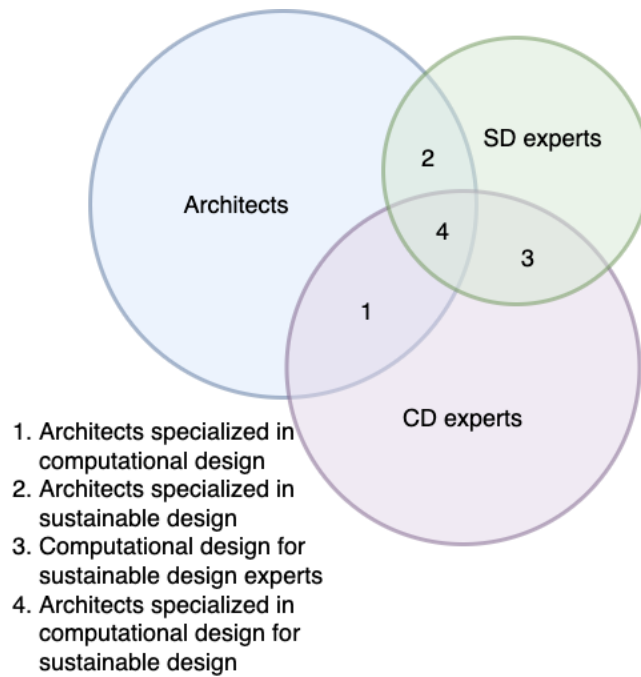 SD experts
2
Architects
4
3
1
CD experts
1. Architects specialized in
computational design
2. Architects specialized in
sustainable design
3. Computational design for
sustainable design experts
4. Architects specialized in
computational design for
sustainable design